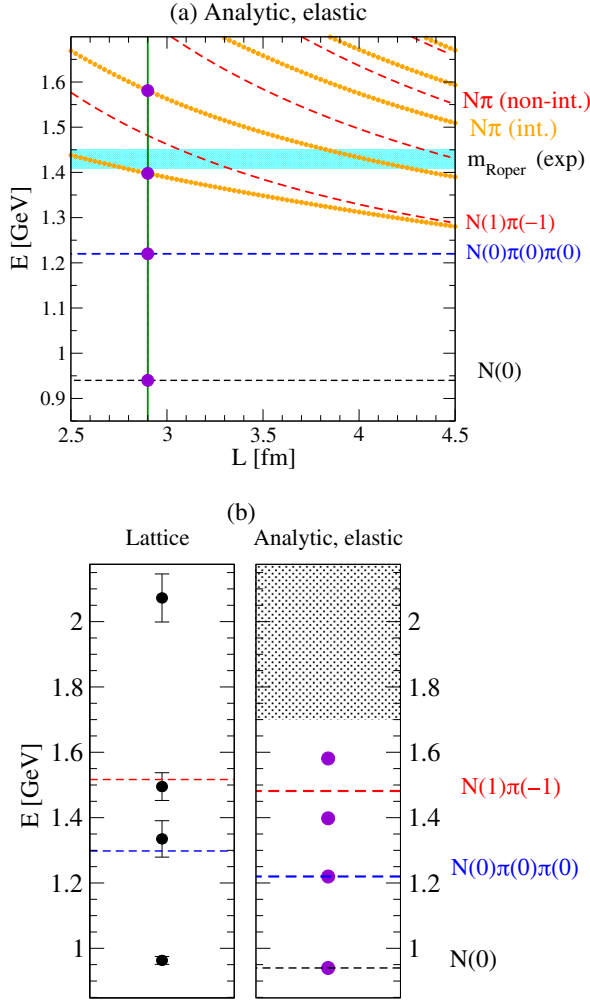 (a) Analytic, elastic
1.6
1.5
1.4
1.3
1.2
1
0.9
E [GeV]
2.5
3
3.5
4
4.5
L [fm]
Nπ (non-int.)
Nπ (int.)
m_Roper (exp)
N(1)π(−1)
N(0)π(0)π(0)
N(0)
(b)
Lattice
Analytic, elastic
E [GeV]
2
1.8
1.6
1.4
1.2
1
2
1.8
1.6
1.4
1.2
1
N(1)π(−1)
N(0)π(0)π(0)
N(0)